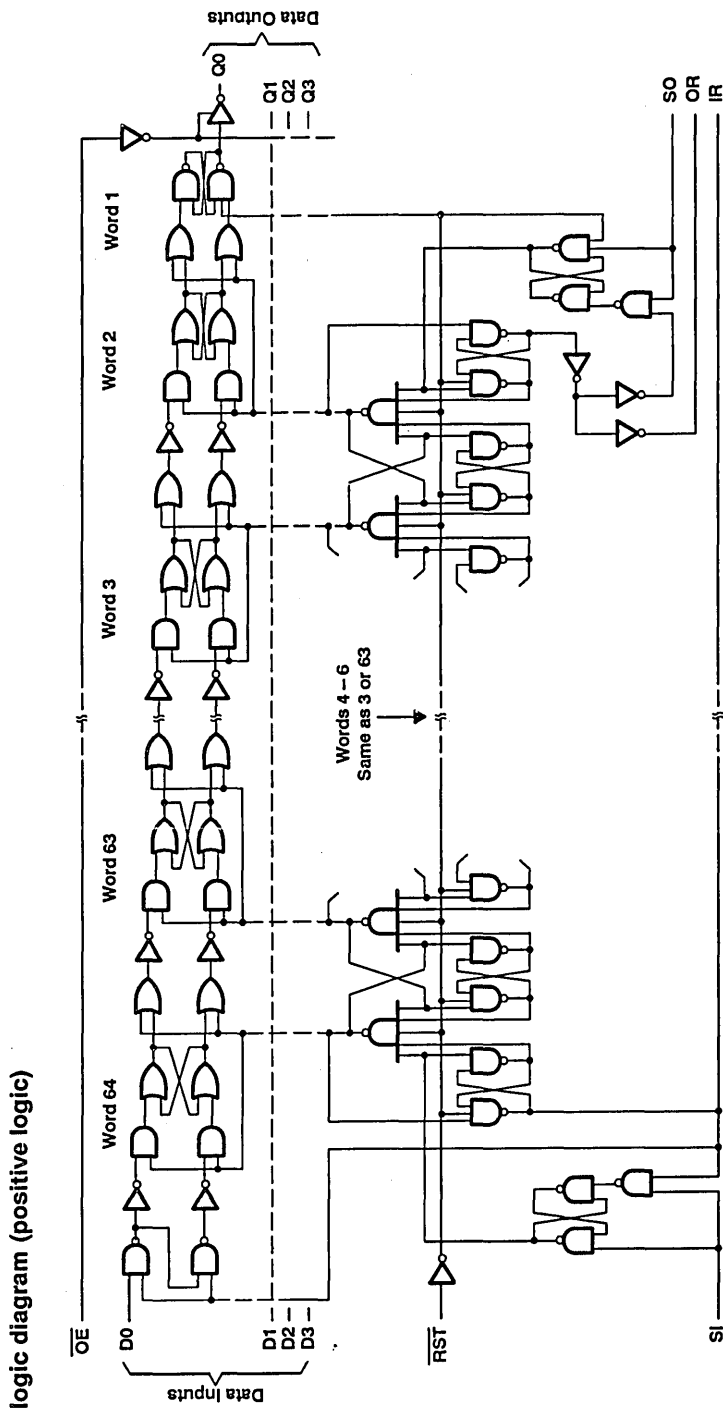 logic diagram (positive logic)
OE
D0
D1
D2
D3
Data Inputs
Word 64
Word 63
Word 3
Word 2
Word 1
Q0
Q1
Q2
Q3
Data Outputs
Words 4 – 6
Same as 3 or 63
RST
SI
SO
OR
IR